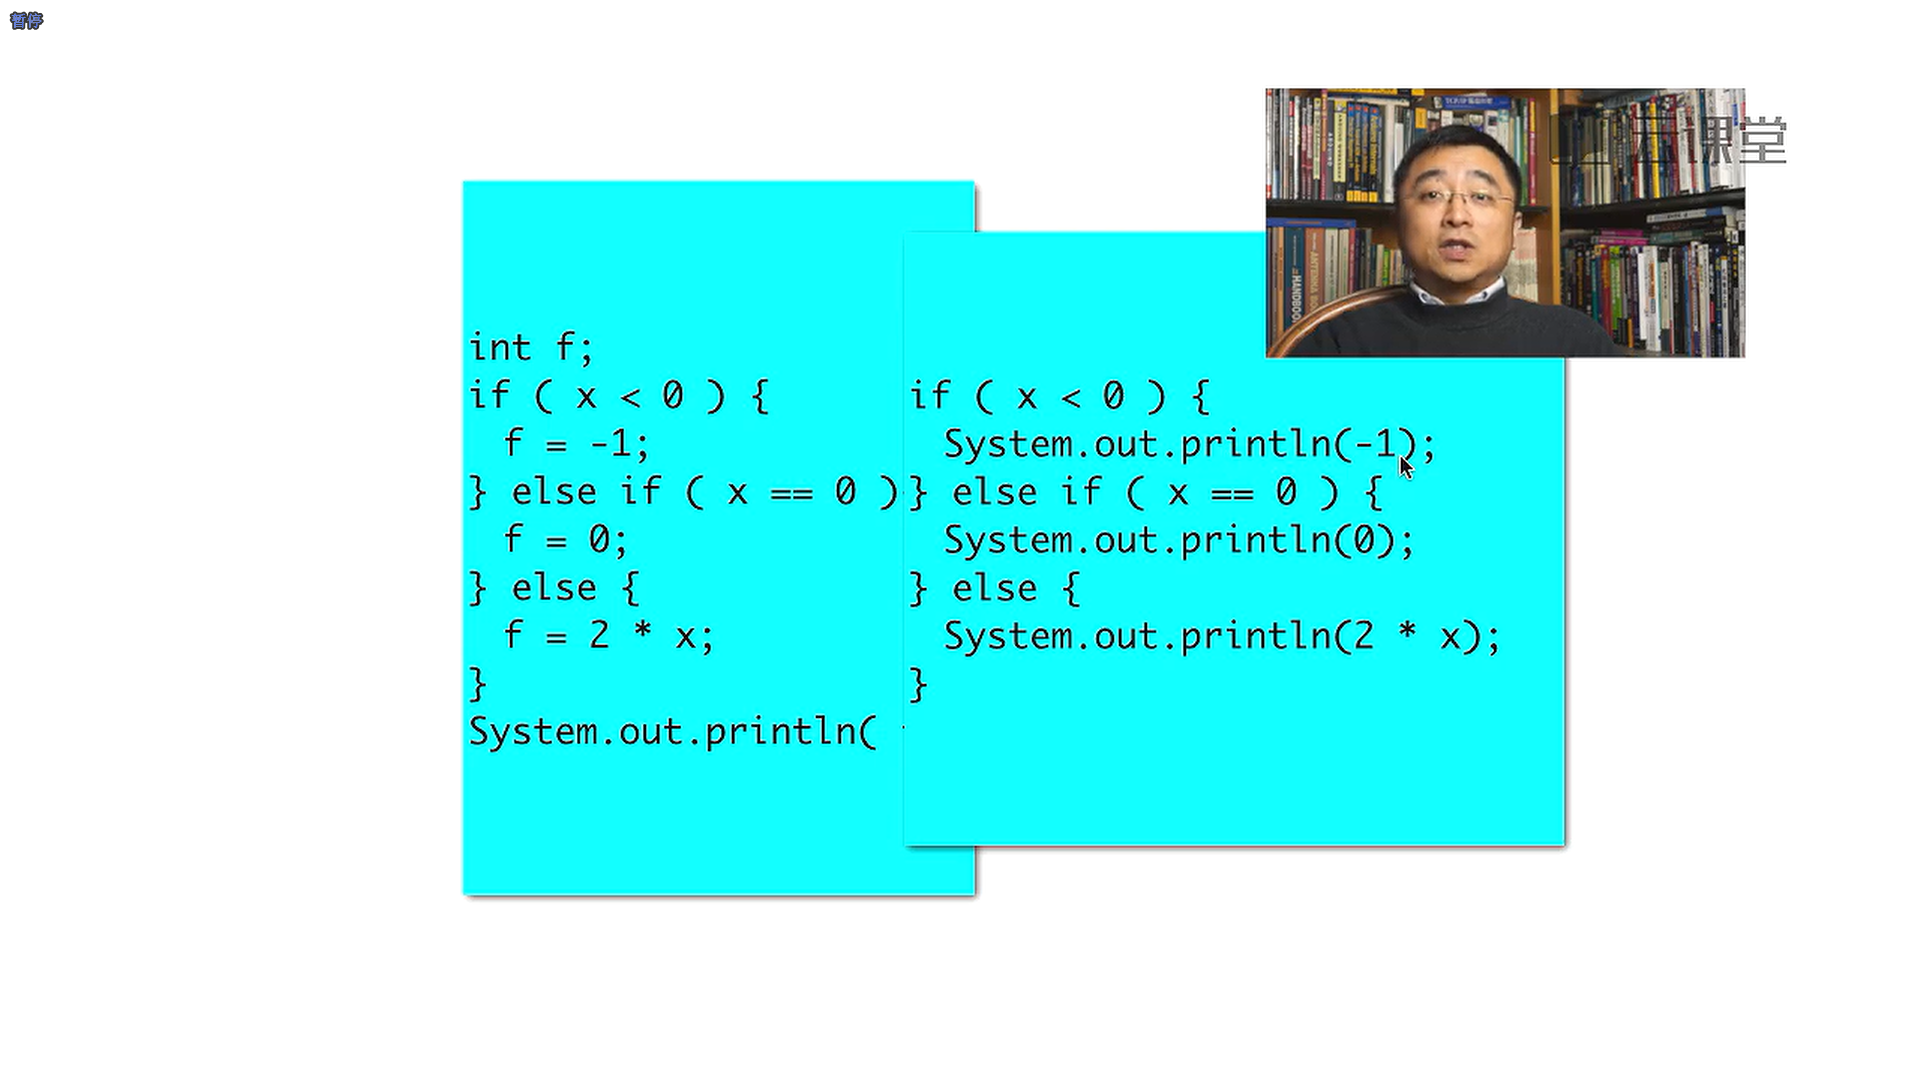 暂停
课堂
int f;
if ( x < 0 ) {
  f = -1;
} else if ( x == 0 )
  f = 0;
} else {
  f = 2 * x;
}
System.out.println(
if ( x < 0 ) {
  System.out.println(-1);
} else if ( x == 0 ) {
  System.out.println(0);
} else {
  System.out.println(2 * x);
}